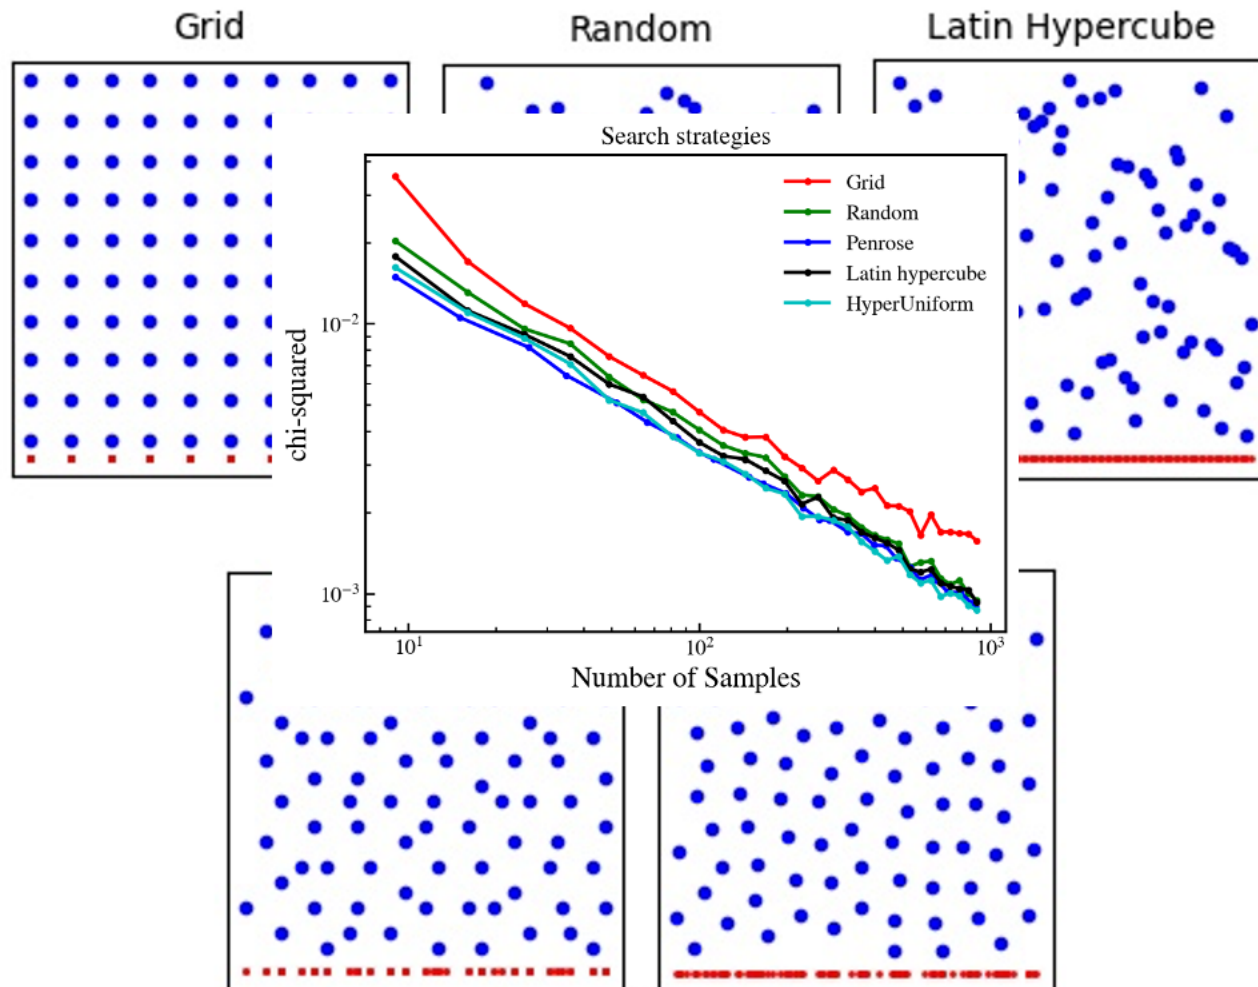 Grid
Random
Latin Hypercube
Search strategies
Grid
Random
Penrose
Latin hypercube
HyperUniform
chi-squared
10⁻²
10⁻³
10¹
10²
10³
Number of Samples